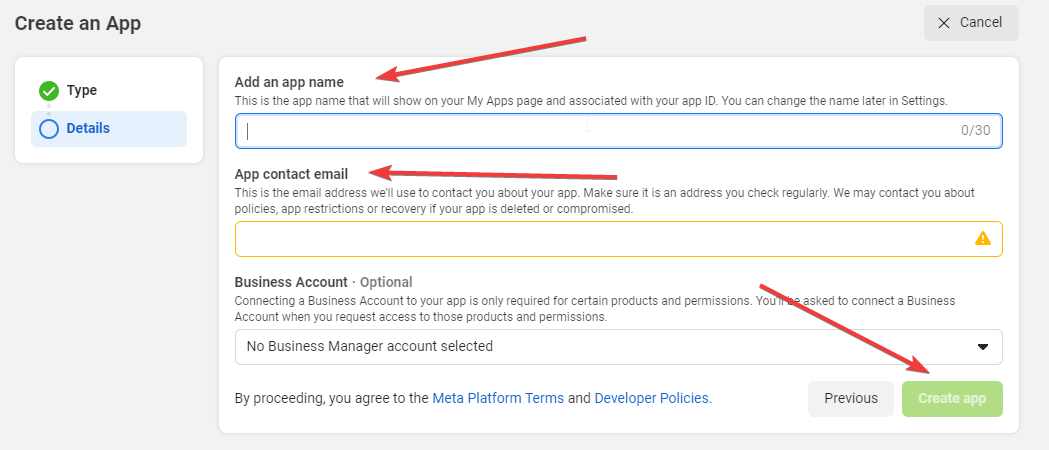 Create an App
Cancel
Type
Details
Add an app name
This is the app name that will show on your My Apps page and associated with your app ID. You can change the name later in Settings.
0/30
App contact email
This is the email address we'll use to contact you about your app. Make sure it is an address you check regularly. We may contact you about
policies, app restrictions or recovery if your app is deleted or compromised.
Business Account · Optional
Connecting a Business Account to your app is only required for certain products and permissions. You'll be asked to connect a Business
Account when you request access to those products and permissions.
No Business Manager account selected
By proceeding, you agree to the Meta Platform Terms and Developer Policies.
Previous
Create app